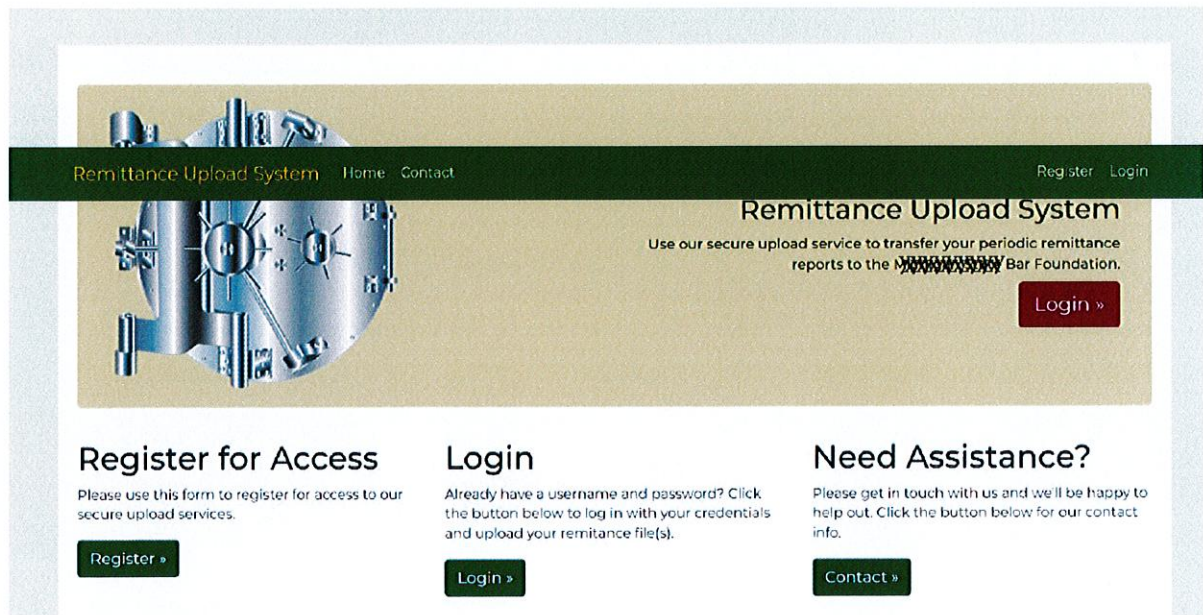 Remittance Upload System Home Contact Register Login
Remittance Upload System
Use our secure upload service to transfer your periodic remittance
reports to the Bar Foundation.
Login »
Register for Access
Please use this form to register for access to our
secure upload services.
Register »
Login
Already have a username and password? Click
the button below to log in with your credentials
and upload your remitance file(s).
Login »
Need Assistance?
Please get in touch with us and we'll be happy to
help out. Click the button below for our contact
info.
Contact »